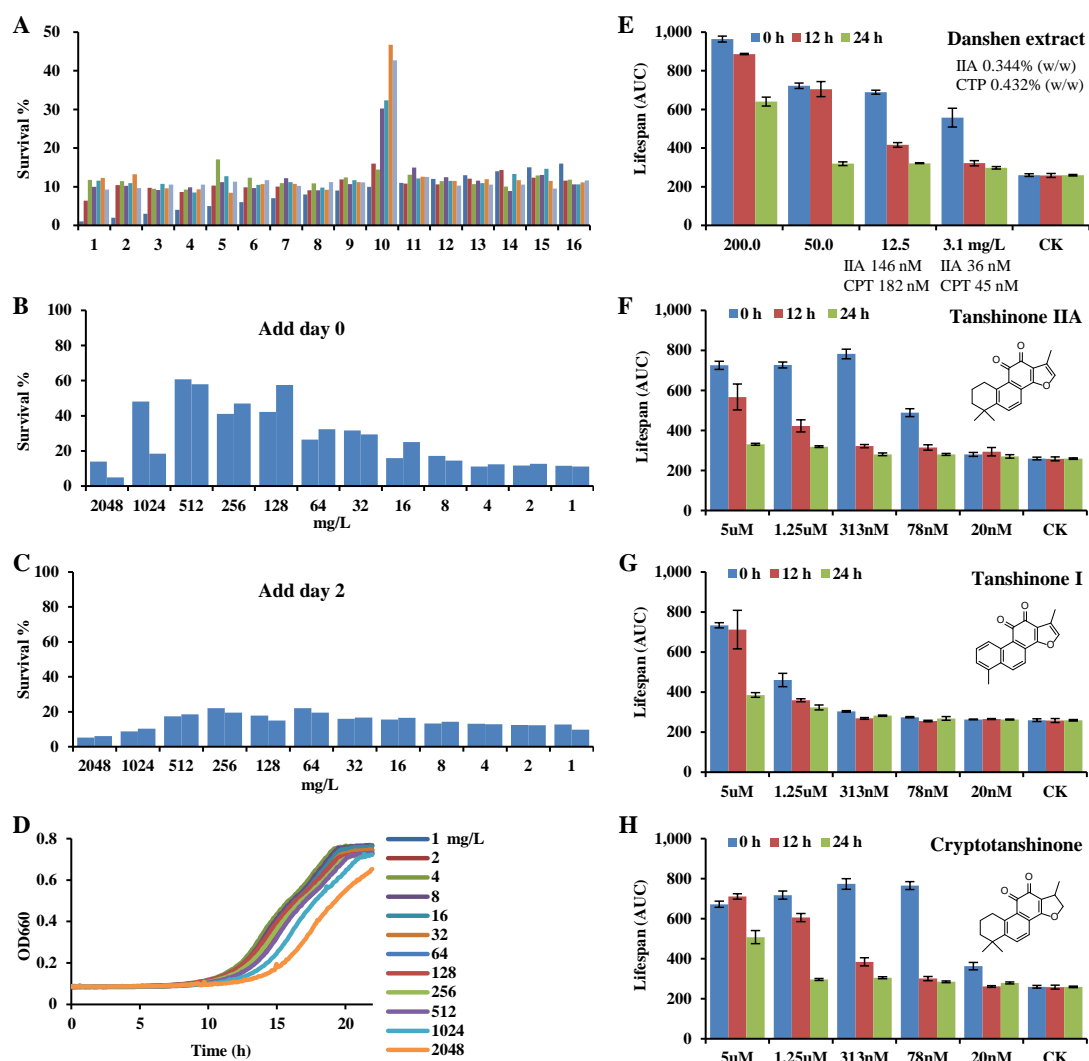 A
50
40
30
20
10
0
Survival %
1 2 3 4 5 6 7 8 9 10 11 12 13 14 15 16
B
Add day 0
100
80
60
40
20
0
Survival %
2048 1024 512 256 128 64 32 16 8 4 2 1
mg/L
C
Add day 2
100
80
60
40
20
0
Survival %
2048 1024 512 256 128 64 32 16 8 4 2 1
mg/L
D
0.8
0.6
0.4
0.2
0.0
OD660
0 5 10 15 20
Time (h)
1 mg/L
2
4
8
16
32
64
128
256
512
1024
2048
E
1,000
800
600
400
200
0
Lifespan (AUC)
0 h 12 h 24 h
Danshen extract
IIA 0.344% (w/w)
CTP 0.432% (w/w)
200.0 50.0 12.5 3.1 mg/L CK
IIA 146 nM IIA 36 nM
CPT 182 nM CPT 45 nM
F
1,000
800
600
400
200
0
Lifespan (AUC)
0 h 12 h 24 h
Tanshinone IIA
O
O
O
5uM 1.25uM 313nM 78nM 20nM CK
G
1,000
800
600
400
200
0
Lifespan (AUC)
0 h 12 h 24 h
Tanshinone I
O
O
O
5uM 1.25uM 313nM 78nM 20nM CK
H
1,000
800
600
400
200
0
Lifespan (AUC)
0 h 12 h 24 h
Cryptotanshinone
O
O
O
5uM 1.25uM 313nM 78nM 20nM CK